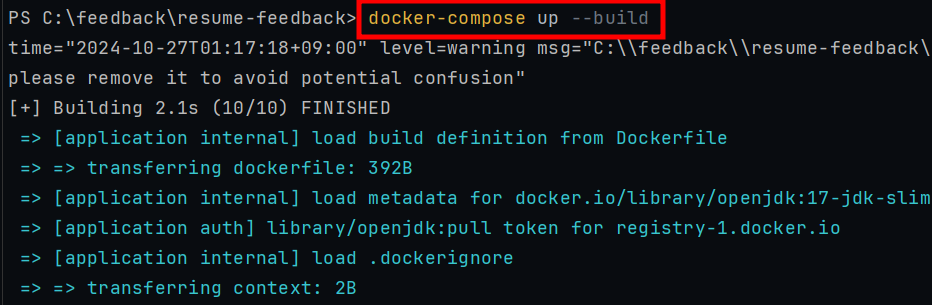 PS C:\feedback\resume-feedback> docker-compose up --build
time="2024-10-27T01:17:18+09:00" level=warning msg="C:\\feedback\\resume-feedback\
please remove it to avoid potential confusion"
[+] Building 2.1s (10/10) FINISHED
=> [application internal] load build definition from Dockerfile
=> => transferring dockerfile: 392B
=> [application internal] load metadata for docker.io/library/openjdk:17-jdk-slim
=> [application auth] library/openjdk:pull token for registry-1.docker.io
=> [application internal] load .dockerignore
=> => transferring context: 2B